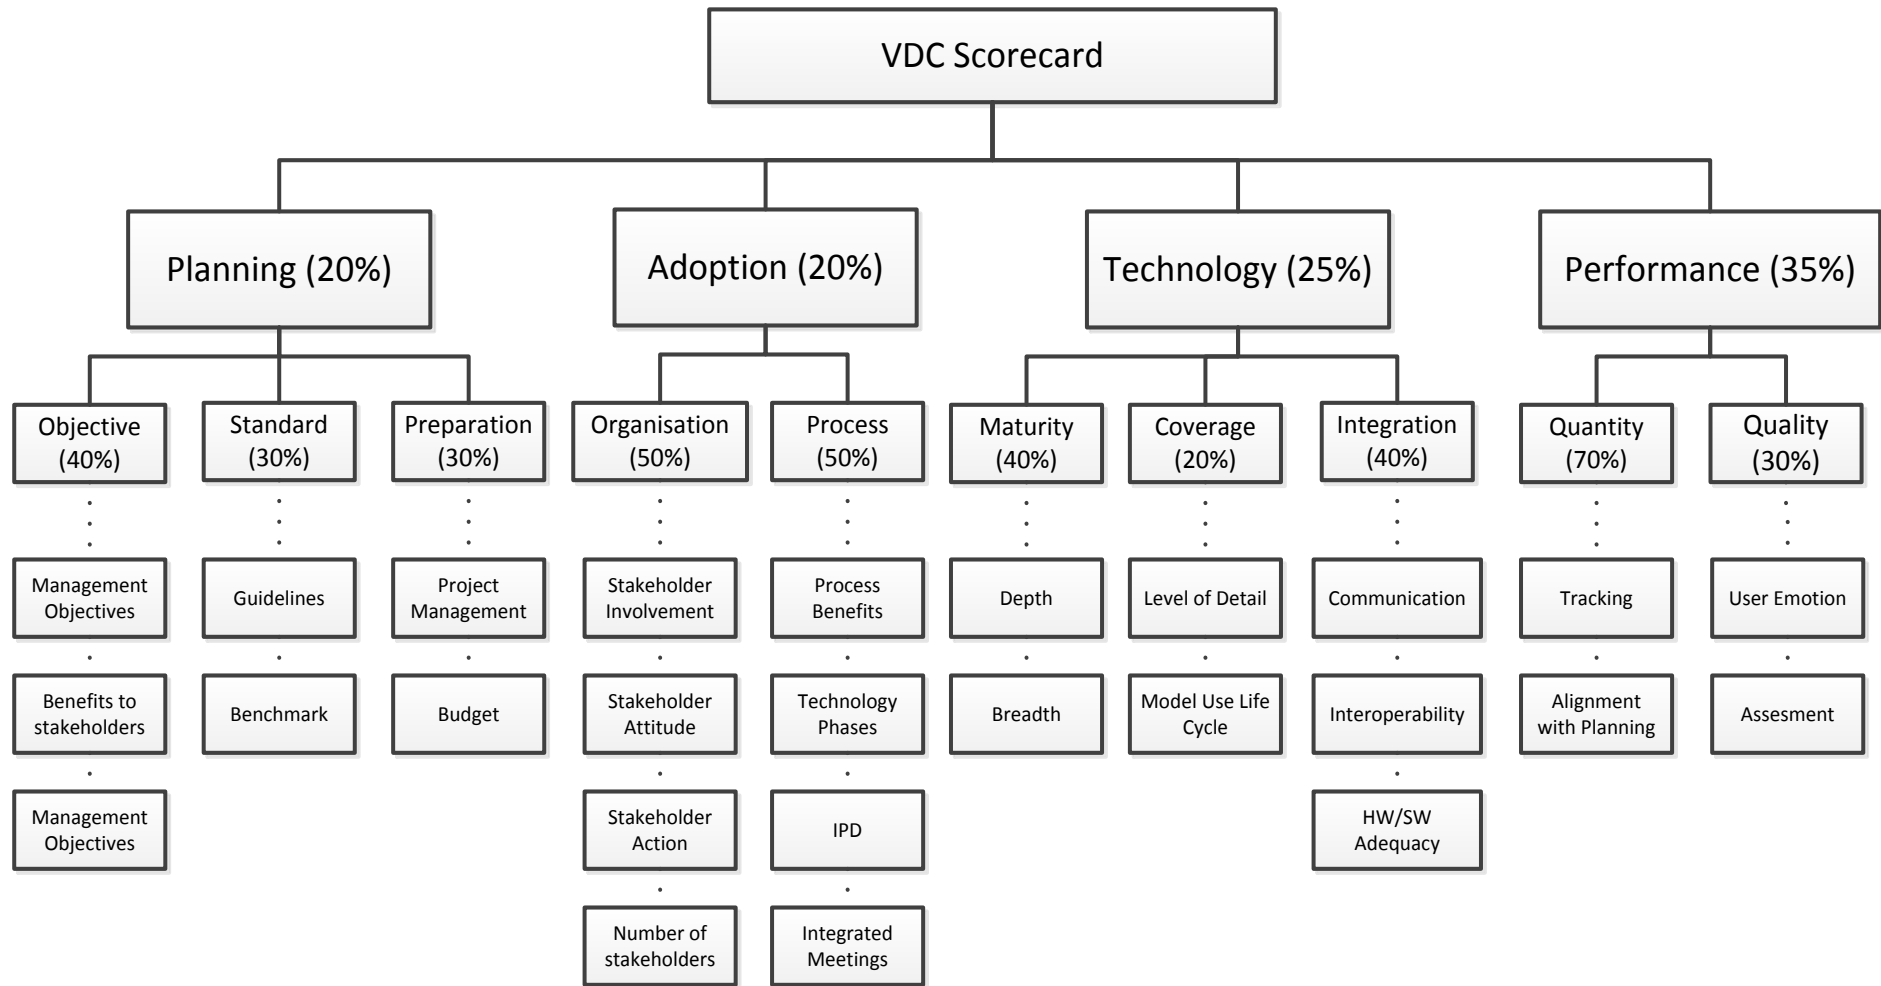 VDC Scorecard
Planning (20%)
Adoption (20%)
Technology (25%)
Performance (35%)
Objective
(40%)
Standard
(30%)
Preparation
(30%)
Organisation
(50%)
Process
(50%)
Maturity
(40%)
Coverage
(20%)
Integration
(40%)
Quantity
(70%)
Quality
(30%)
Management
Objectives
Guidelines
Project
Management
Stakeholder
Involvement
Process
Benefits
Depth
Level of Detail
Communication
Tracking
User Emotion
Benefits to
stakeholders
Benchmark
Budget
Stakeholder
Attitude
Technology
Phases
Breadth
Model Use Life
Cycle
Interoperability
Alignment
with Planning
Assesment
Management
Objectives
Stakeholder
Action
IPD
HW/SW
Adequacy
Number of
stakeholders
Integrated
Meetings